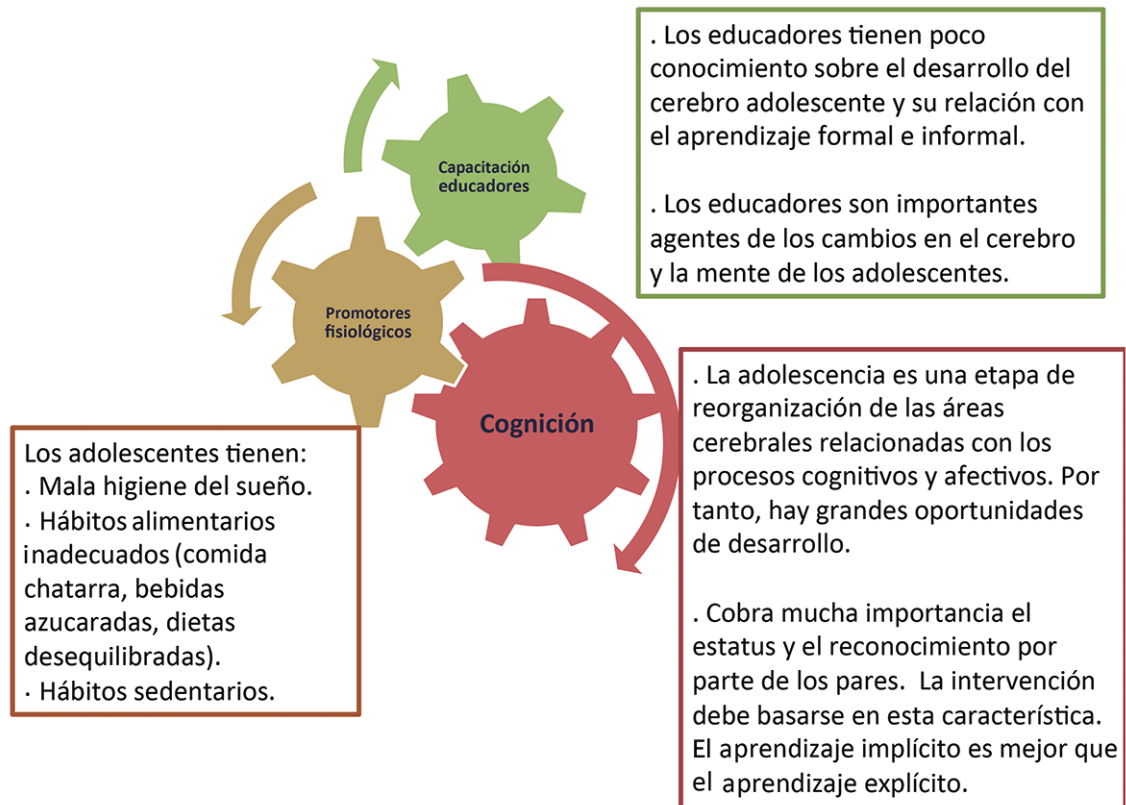 . Los educadores tienen poco
conocimiento sobre el desarrollo del
cerebro adolescente y su relación con
el aprendizaje formal e informal.
. Los educadores son importantes
agentes de los cambios en el cerebro
y la mente de los adolescentes.
Capacitación
educadores
Promotores
fisiológicos
Cognición
. La adolescencia es una etapa de
reorganización de las áreas
cerebrales relacionadas con los
procesos cognitivos y afectivos. Por
tanto, hay grandes oportunidades
de desarrollo.
. Cobra mucha importancia el
estatus y el reconocimiento por
parte de los pares. La intervención
debe basarse en esta característica.
El aprendizaje implícito es mejor que
el aprendizaje explícito.
Los adolescentes tienen:
. Mala higiene del sueño.
· Hábitos alimentarios
inadecuados (comida
chatarra, bebidas
azucaradas, dietas
desequilibradas).
· Hábitos sedentarios.